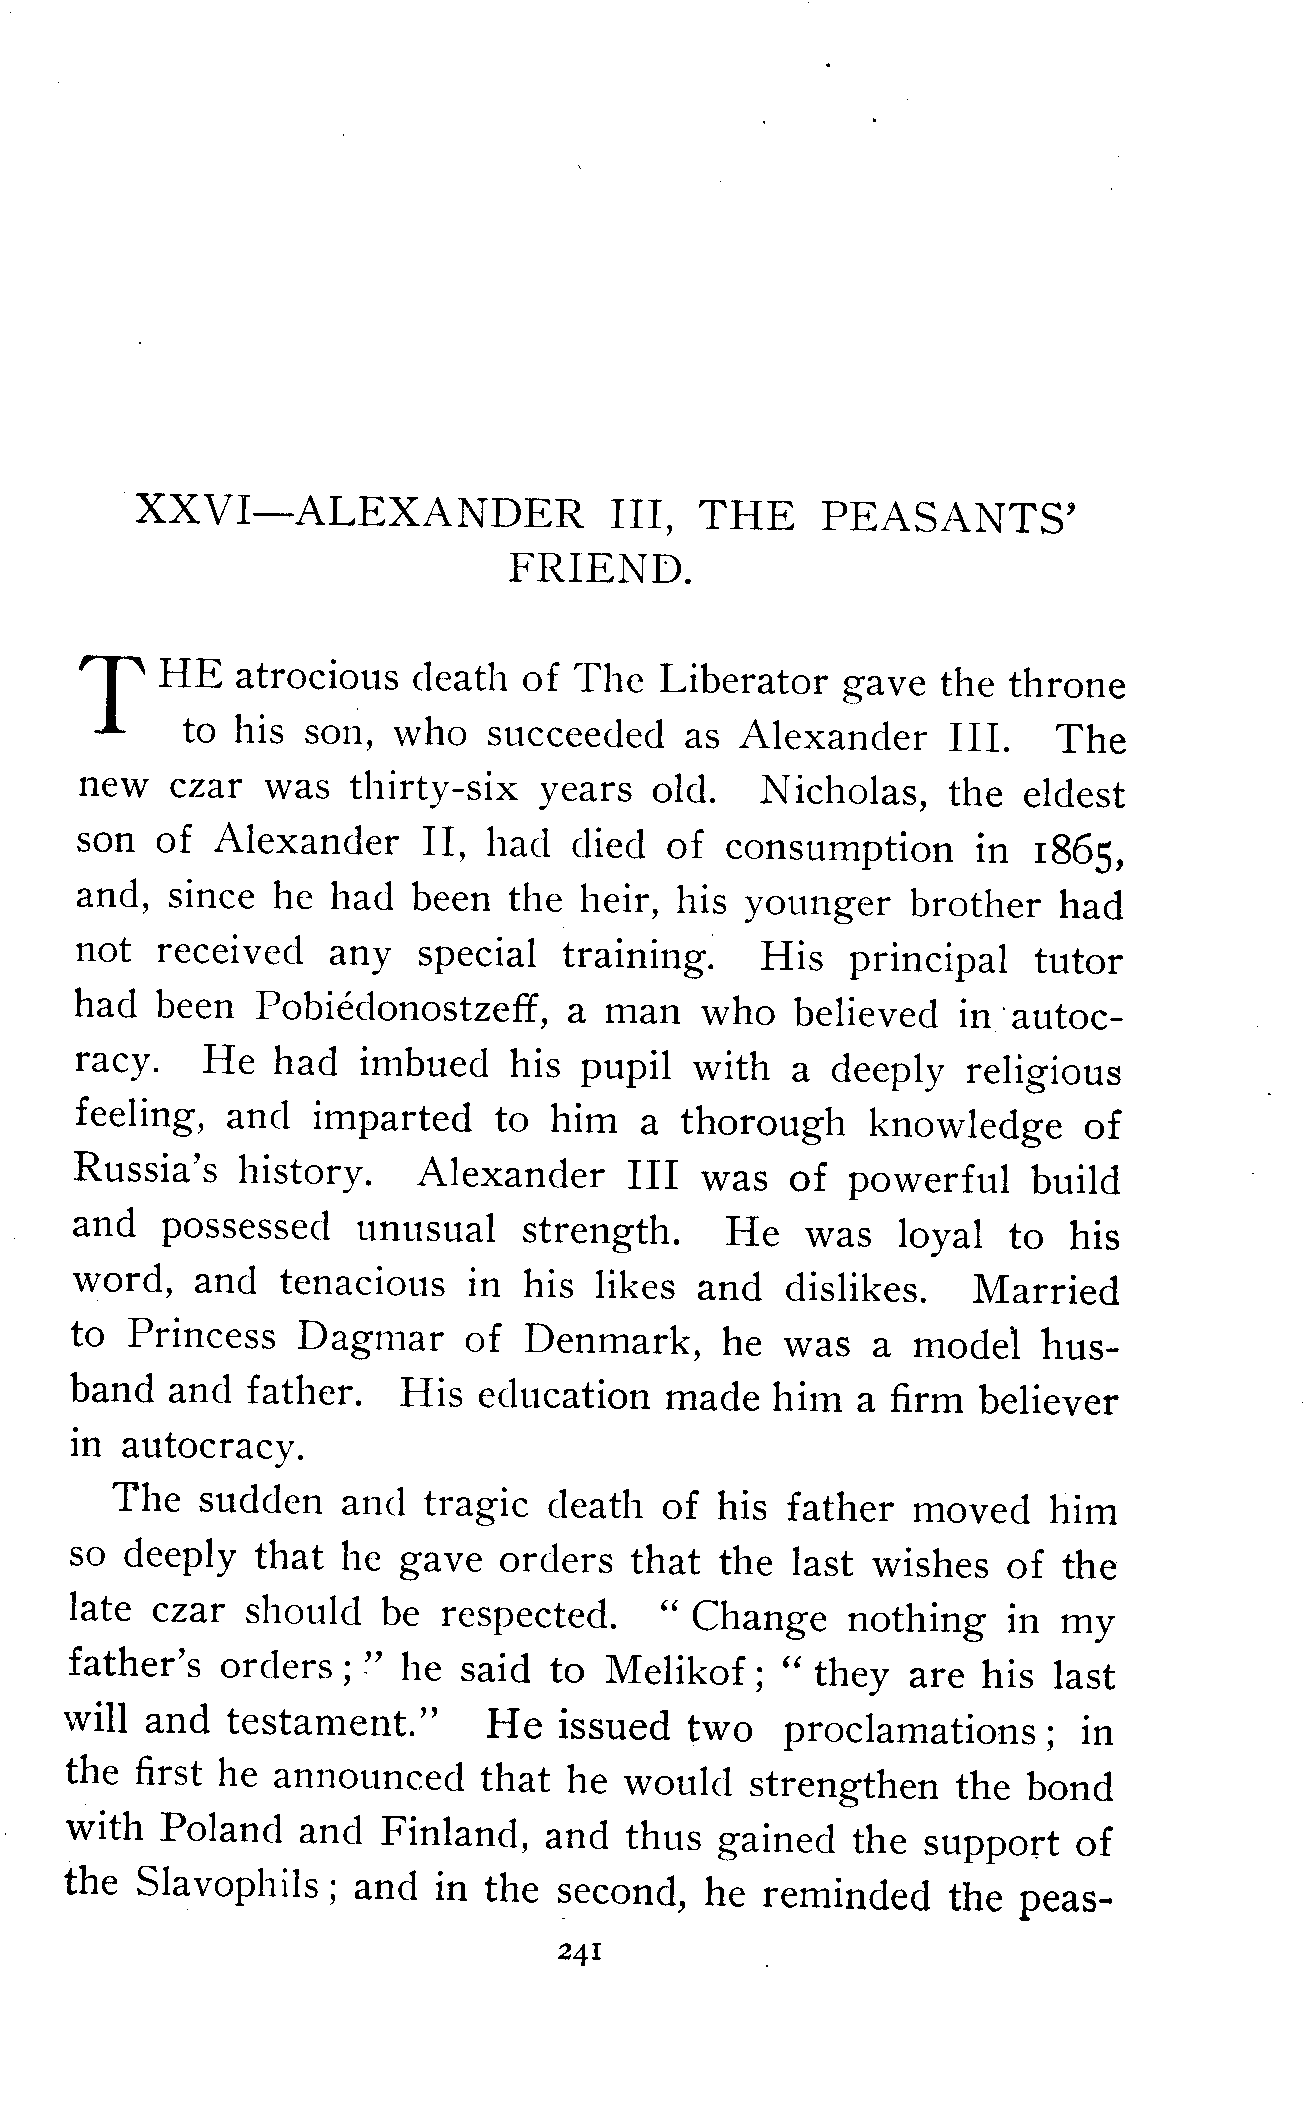 XXVI—ALEXANDER III, THE PEASANTS'
FRIEND.
THE atrocious death of The Liberator gave the throne
to his son, who succeeded as Alexander III. The
new czar was thirty-six years old. Nicholas, the eldest
son of Alexander II, had died of consumption in 1865,
and, since he had been the heir, his younger brother had
not received any special training. His principal tutor
had been Pobiédonostzeff, a man who believed in autoc-
racy. He had imbued his pupil with a deeply religious
feeling, and imparted to him a thorough knowledge of
Russia's history. Alexander III was of powerful build
and possessed unusual strength. He was loyal to his
word, and tenacious in his likes and dislikes. Married
to Princess Dagmar of Denmark, he was a model hus-
band and father. His education made him a firm believer
in autocracy.
The sudden and tragic death of his father moved him
so deeply that he gave orders that the last wishes of the
late czar should be respected. " Change nothing in my
father's orders ; " he said to Melikof ; " they are his last
will and testament." He issued two proclamations ; in
the first he announced that he would strengthen the bond
with Poland and Finland, and thus gained the support of
the Slavophils ; and in the second, he reminded the peas-
241